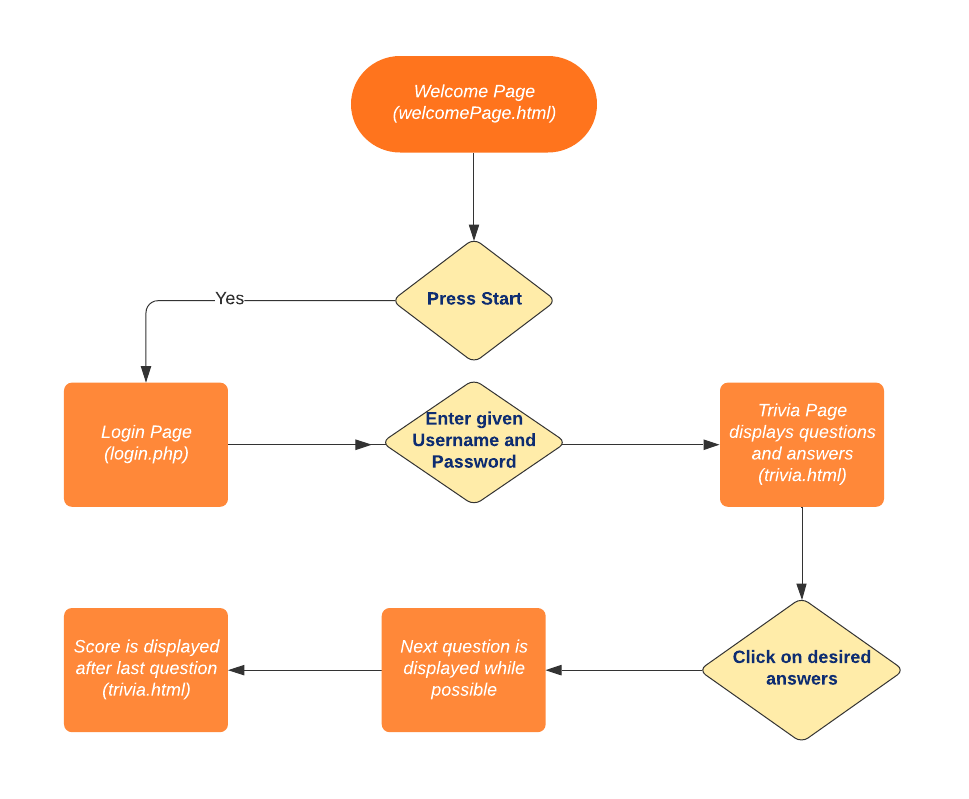 Welcome Page
(welcomePage.html)
Press Start
Yes
Login Page
(login.php)
Enter given
Username and
Password
Trivia Page
displays questions
and answers
(trivia.html)
Click on desired
answers
Next question is
displayed while
possible
Score is displayed
after last question
(trivia.html)